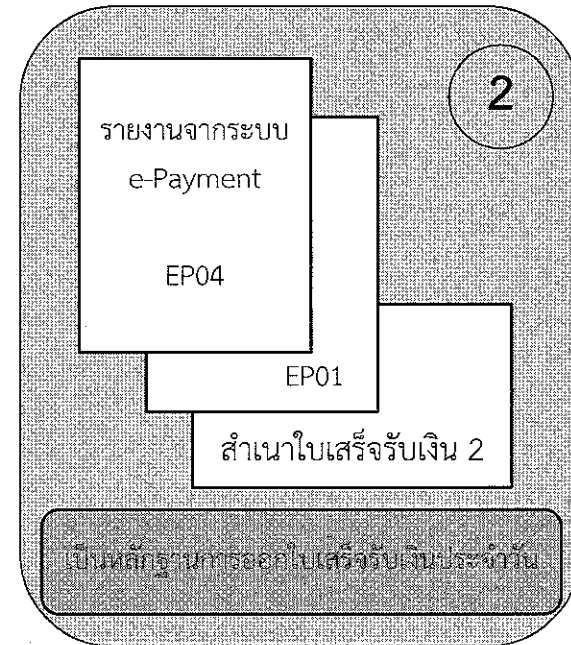 2
รายงานจากระบบ
e-Payment
EP04
EP01
สำเนาใบเสร็จรับเงิน 2
เป็นหลักฐานการออกใบเสร็จรับเงินประจำวัน